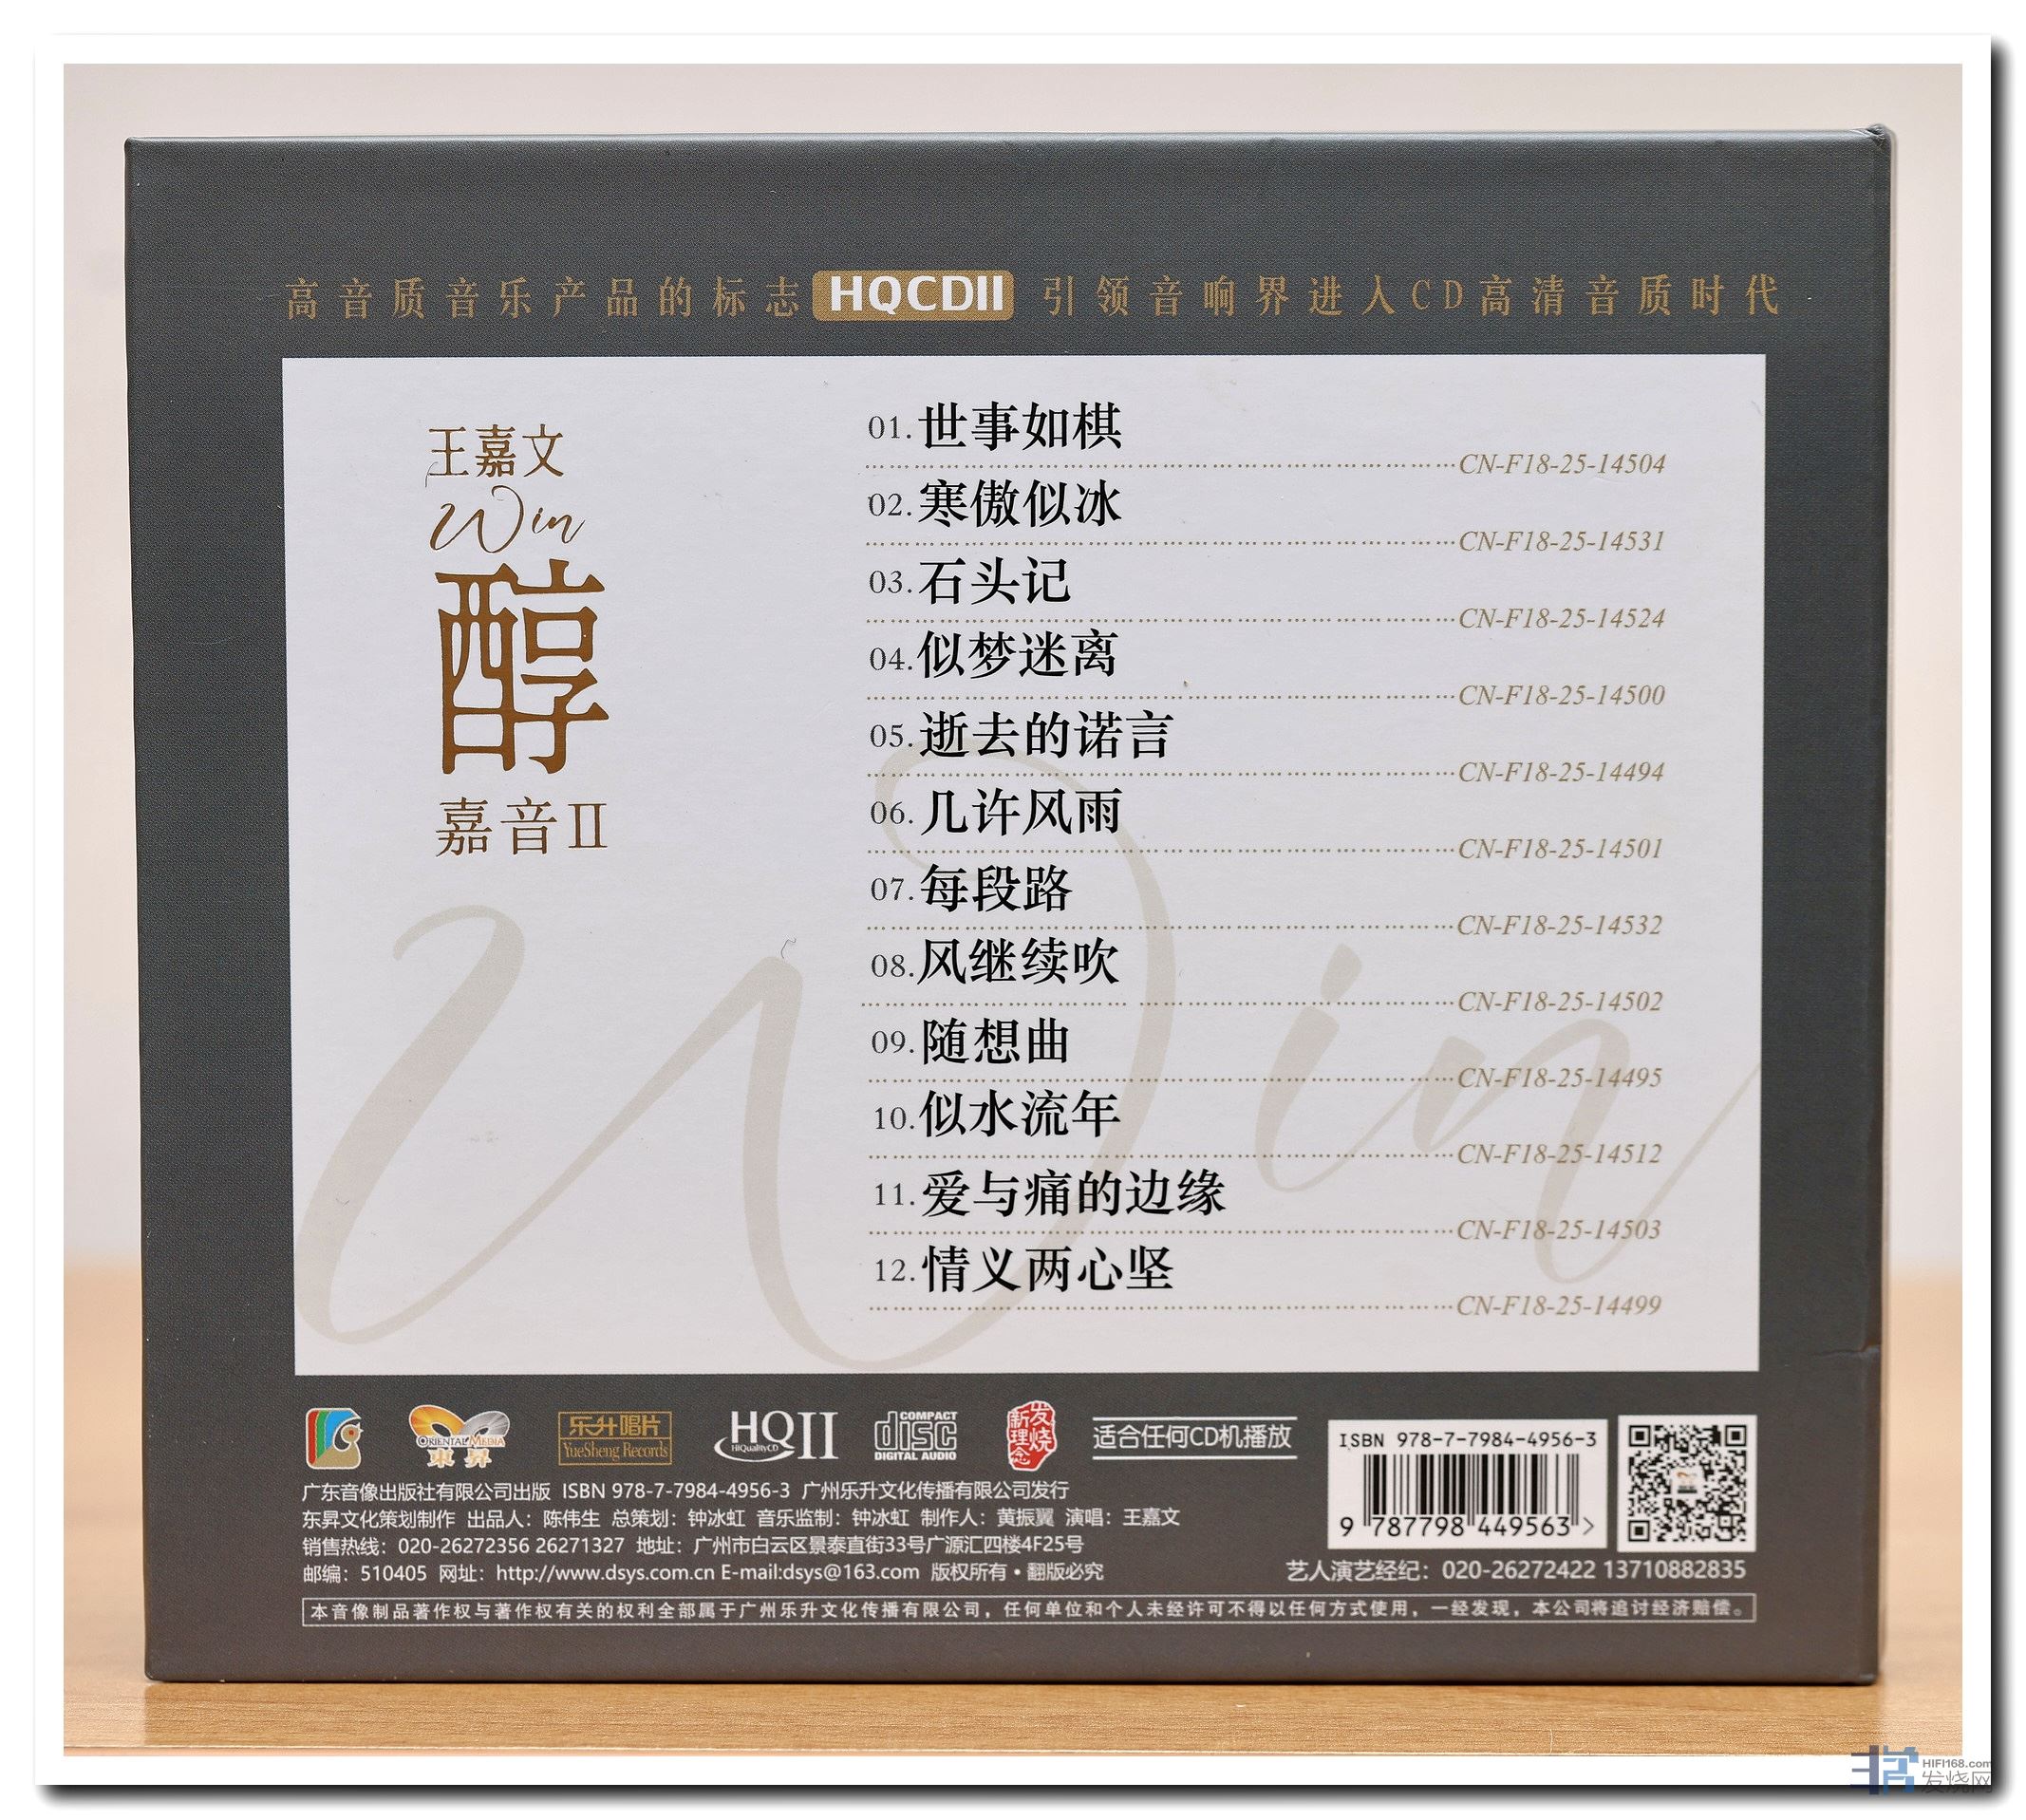 高音质音乐产品的标志 HQCDII 引领音响界进入CD高清音质时代
王嘉文
Win
醇
嘉音II
01.世事如棋
CN-F18-25-14504
02.寒傲似冰
CN-F18-25-14531
03.石头记
CN-F18-25-14524
04.似梦迷离
CN-F18-25-14500
05.逝去的诺言
CN-F18-25-14494
06.几许风雨
CN-F18-25-14501
07.每段路
CN-F18-25-14532
08.风继续吹
CN-F18-25-14502
09.随想曲
CN-F18-25-14495
10.似水流年
CN-F18-25-14512
11.爱与痛的边缘
CN-F18-25-14503
12.情义两心坚
CN-F18-25-14499
Win
ORIENTAL MEDIA
東昇
乐升唱片
YueSheng Records
HQII
HiQualityCD
COMPACT
disc
DIGITAL AUDIO
发烧
新理念
适合任何CD机播放
ISBN 978-7-7984-4956-3
9 787798 449563 >
广东音像出版社有限公司出版 ISBN 978-7-7984-4956-3 广州乐升文化传播有限公司发行
东昇文化策划制作 出品人：陈伟生 总策划：钟冰虹 音乐监制：钟冰虹 制作人：黄振翼 演唱：王嘉文
销售热线：020-26272356 26271327 地址：广州市白云区景泰直街33号广源汇四楼4F25号
邮编：510405 网址：http://www.dsys.com.cn E-mail:dsys@163.com 版权所有•翻版必究
艺人演艺经纪：020-26272422 13710882835
本音像制品著作权与著作权有关的权利全部属于广州乐升文化传播有限公司，任何单位和个人未经许可不得以任何方式使用，一经发现，本公司将追讨经济赔偿。
HIFI168.com
发烧网